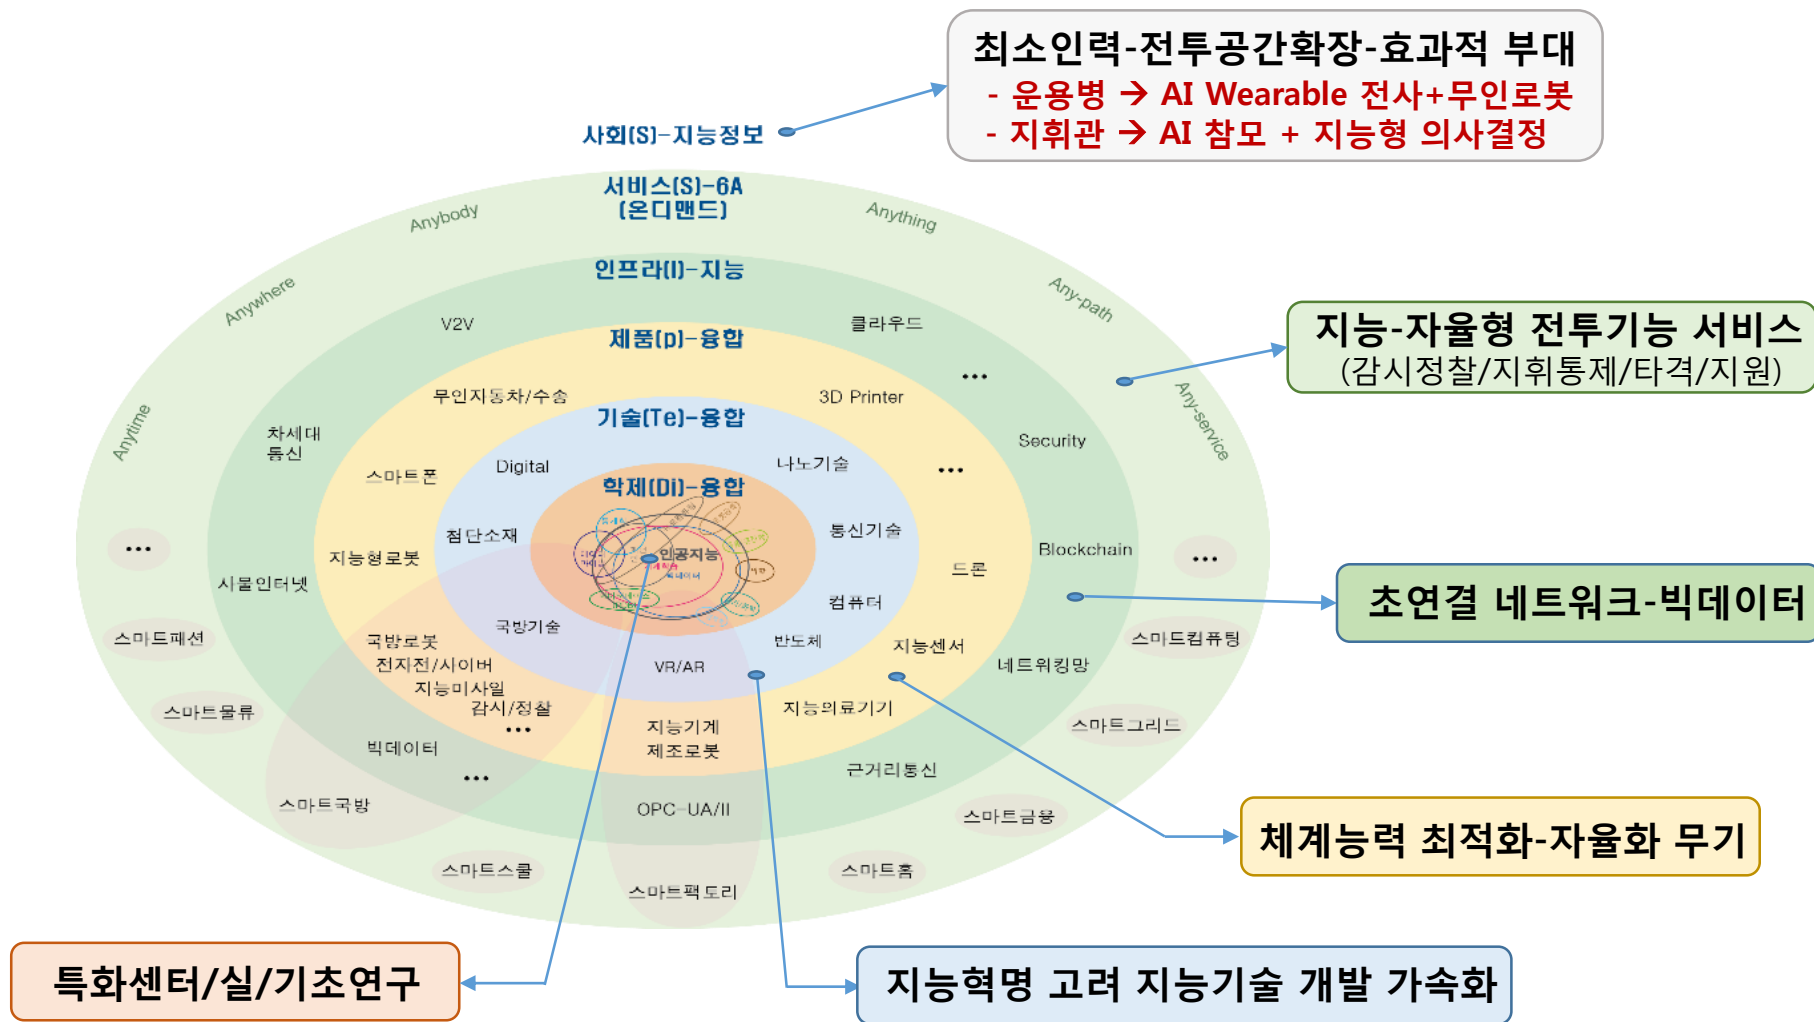 최소인력-전투공간확장-효과적 부대
- 운용병 → AI Wearable 전사+무인로봇
- 지휘관 → AI 참모 + 지능형 의사결정
사회(S)-지능정보
서비스(S)-6A
(온디맨드)
Anybody
Anything
인프라(I)-지능
Anywhere
Any-path
V2V
클라우드
지능-자율형 전투기능 서비스
(감시정찰/지휘통제/타격/지원)
제품(p)-융합
...
무인자동차/수송
3D Printer
Anytime
Any-service
기술(Te)-융합
차세대
통신
Security
스마트폰
Digital
나노기술
...
학제(Di)-융합
첨단소재
통신기술
...
지능형로봇
인공지능
Blockchain
...
사물인터넷
빅데이터
드론
컴퓨터
초연결 네트워크-빅데이터
스마트패션
국방로봇
국방기술
반도체
지능센서
스마트컴퓨팅
전자전/사이버
VR/AR
네트워킹망
지능미사일
스마트물류
감시/정찰
지능의료기기
...
지능기계
스마트그리드
빅데이터
제조로봇
...
근거리통신
스마트국방
OPC-UA/II
스마트금융
체계능력 최적화-자율화 무기
스마트스쿨
스마트홈
스마트팩토리
특화센터/실/기초연구
지능혁명 고려 지능기술 개발 가속화